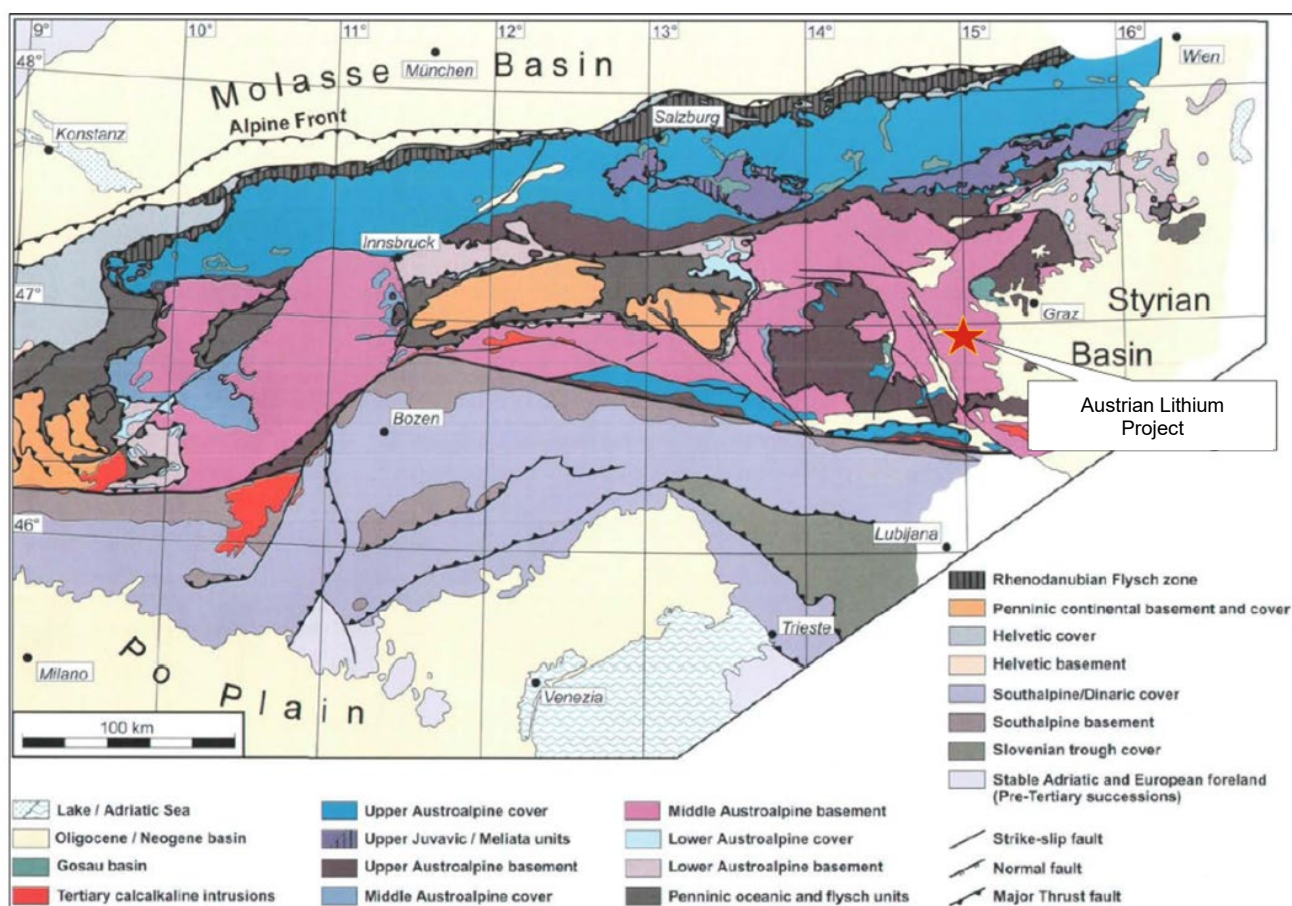 9° 10° 11° 12° 13° 14° 15° 16°
48°
München
Molasse Basin
Wien
Alpine Front
Konstanz
Salzburg
Innsbruck
47°
Graz
Styrian
Basin
Austrian Lithium
Project
Bozen
46°
Lubijana
Trieste
Milano
Po Plain
Venezia
100 km
Rhenodanubian Flysch zone
Penninic continental basement and cover
Helvetic cover
Helvetic basement
Southalpine/Dinaric cover
Southalpine basement
Slovenian trough cover
Stable Adriatic and European foreland
(Pre-Tertiary successions)
Lake / Adriatic Sea
Oligocene / Neogene basin
Gosau basin
Tertiary calcalkaline intrusions
Upper Austroalpine cover
Upper Juvavic / Meliata units
Upper Austroalpine basement
Middle Austroalpine cover
Middle Austroalpine basement
Lower Austroalpine cover
Lower Austroalpine basement
Penninic oceanic and flysch units
Strike-slip fault
Normal fault
Major Thrust fault